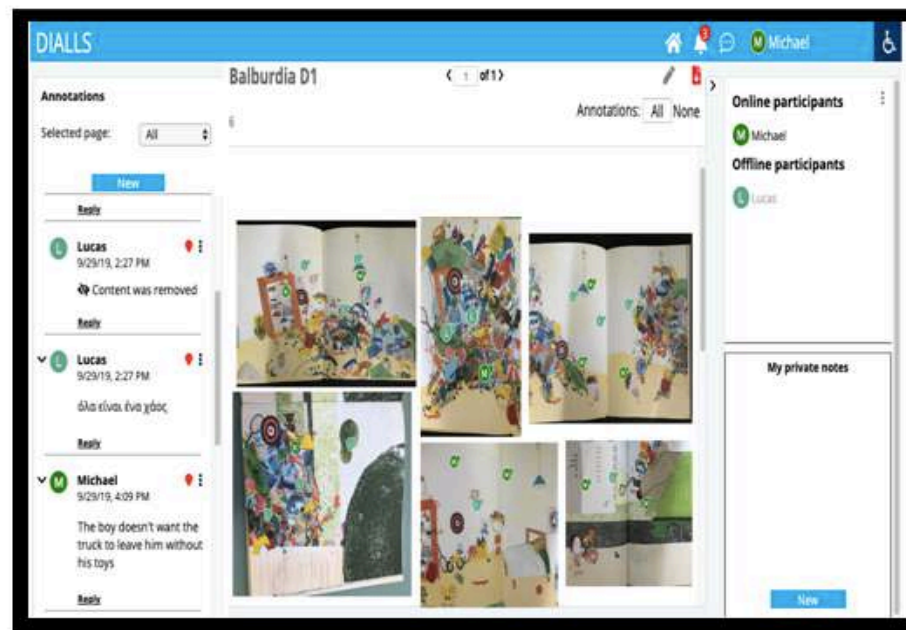 DIALLS
3
M Michael
Annotations
Selected page: All
New
Reply
L Lucas
9/29/19, 2:27 PM
Content was removed
Reply
L Lucas
9/29/19, 2:27 PM
όλα είναι ένα χάος
Reply
M Michael
9/29/19, 4:09 PM
The boy doesn't want the
truck to leave him without
his toys
Reply
Balburdia D1
1 of 1
Annotations: All None
Online participants
M Michael
Offline participants
L Lucas
My private notes
New